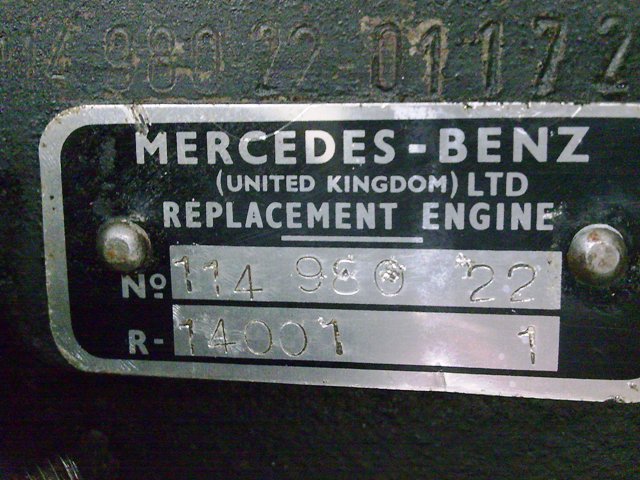 114 980 22-01172
MERCEDES-BENZ
(UNITED KINGDOM) LTD
REPLACEMENT ENGINE
No. 114 980 22
R- 14001 1